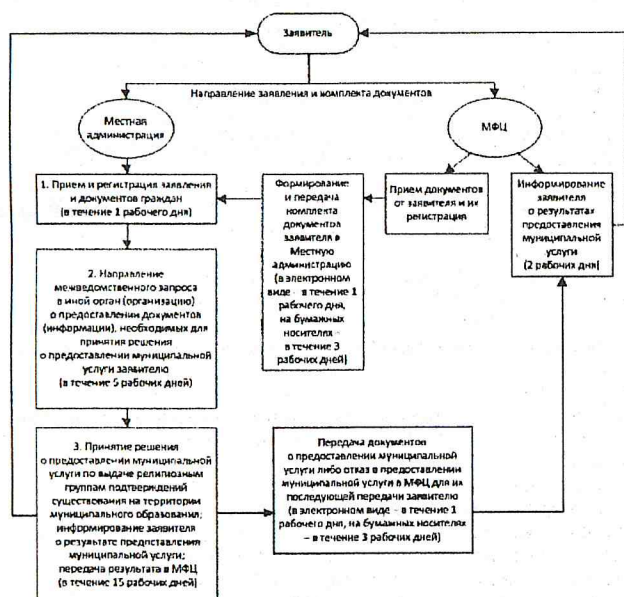 Заявитель
Направление заявления и комплекта документов
Местная
администрация
МФЦ
1. Прием и регистрация заявления
и документов граждан
(в течение 1 рабочего дня)
Формирование
и передача
комплекта
документов
заявителя в
Местную
администрацию
(в электронном
виде – в течение 1
рабочего дня,
на бумажных
носителях –
в течение 3
рабочих дней)
Прием документов
от заявителя и их
регистрация
Информирование
заявителя
о результатах
предоставления
муниципальной
услуги
(2 рабочих дня)
2. Направление
межведомственного запроса
в иной орган (организацию)
о предоставлении документов
(информации), необходимых для
принятия решения
о предоставлении муниципальной
услуги заявителю
(в течение 5 рабочих дней)
3. Принятие решения
о предоставлении муниципальной
услуги по выдаче религиозным
группам подтверждений
существования на территории
муниципального образования;
информирование заявителя
о результате предоставления
муниципальной услуги;
передача результата в МФЦ
(в течение 15 рабочих дней)
Передача документов
о предоставлении муниципальной
услуги либо отказ в предоставлении
муниципальной услуги в МФЦ для их
последующей передачи заявителю
(в электронном виде – в течение 1
рабочего дня, на бумажных носителях
– в течение 3 рабочих дней)